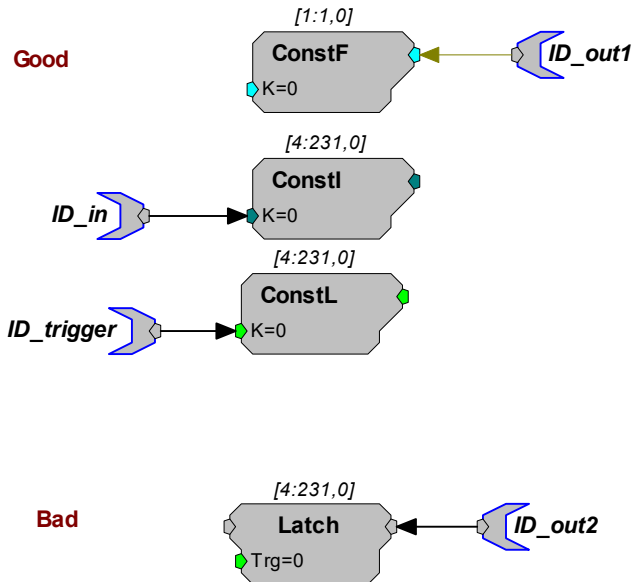 [1:1,0]
Good
ConstF
ID_out1
K=0
[4:231,0]
ConstI
ID_in
K=0
[4:231,0]
ConstL
ID_trigger
K=0
[4:231,0]
Bad
Latch
ID_out2
Trg=0